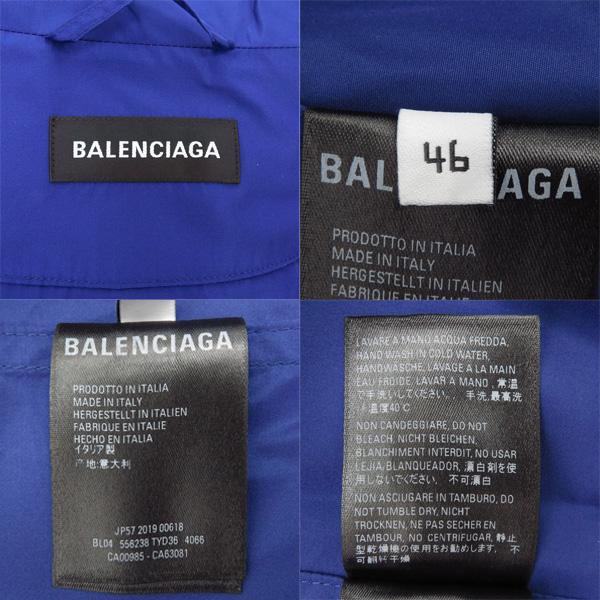 BALENCIAGA
46
BAL CIAGA
PRODOTTO IN ITALIA
MADE IN ITALY
HERGESTELLT IN ITALIEN
FABRIQUE EN ITALIE
BALENCIAGA
PRODOTTO IN ITALIA
MADE IN ITALY
HERGESTELLT IN ITALIEN
FABRIQUE EN ITALIE
HECHO EN ITALIA
イタリア製
产地:意大利
JP57 2019 00618
BL04 556238 TYD36 4066
CA00985 - CA63081
LAVARE A MANO ACQUA FREDDA,
HAND WASH IN COLD WATER,
HANDWÄSCHE, LAVAGE A LA MAIN
EAU FROIDE, LAVAR A MANO, 常温
で手洗いしてください, 手洗,最高洗
涤温度40℃
NON CANDEGGIARE, DO NOT
BLEACH, NICHT BLEICHEN,
BLANCHIMENT INTERDIT, NO USAR
LEJIA/BLANQUEADOR, 漂白剤を使
用しないでください, 不可漂白
NON ASCIUGARE IN TAMBURO, DO
NOT TUMBLE DRY, NICHT
TROCKNEN, NE PAS SECHER EN
TAMBOUR, NO CENTRIFUGAR, 静止
型乾燥機の使用をお勧めします, 不
可翻转干燥